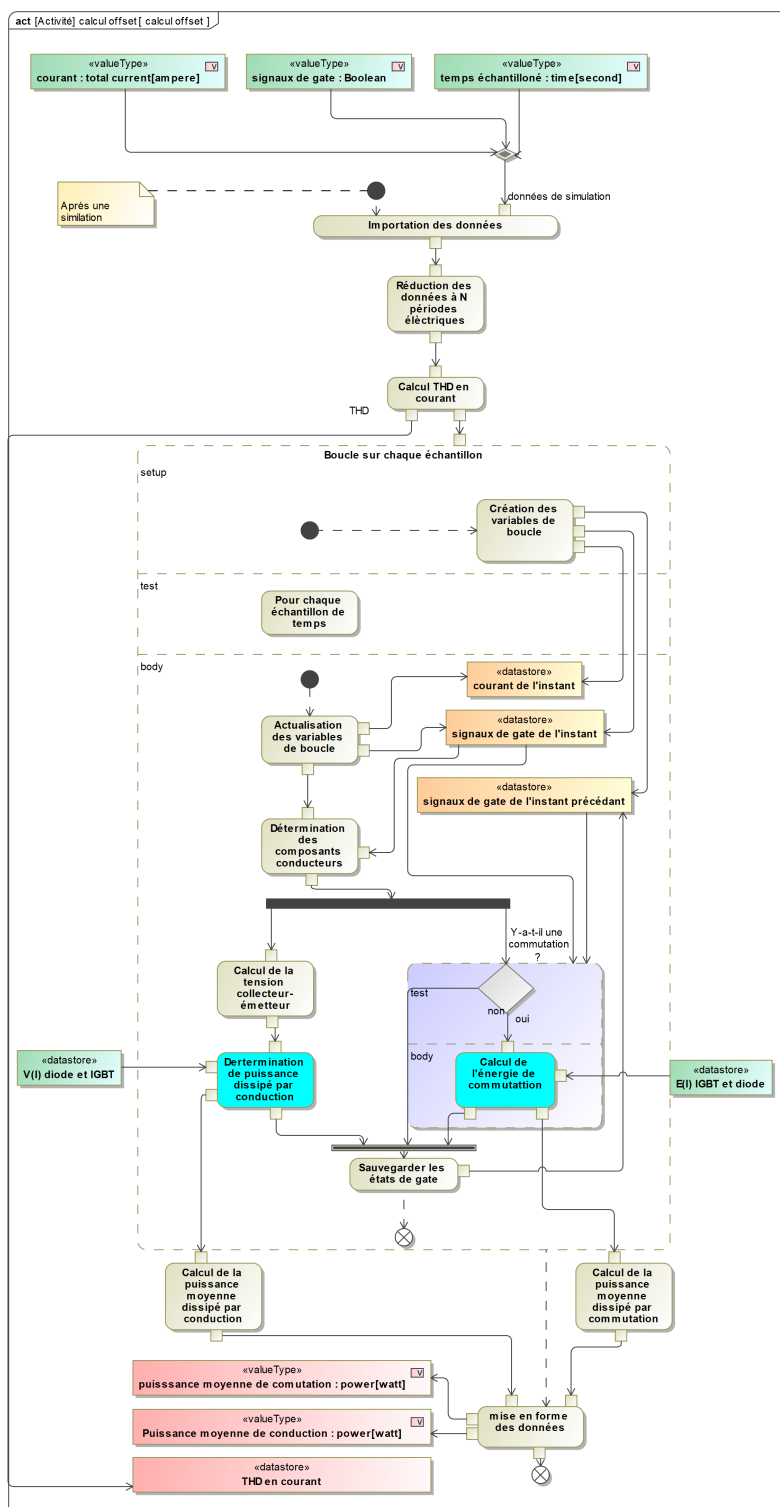 act [Activité] calcul offset [ calcul offset ]
«valueType»
courant : total current[ampere]
V
«valueType»
signaux de gate : Boolean
V
«valueType»
temps échantilloné : time[second]
V
Après une
similation
données de simulation
Importation des données
Réduction des
données à N
périodes
élèctriques
Calcul THD en
courant
THD
Boucle sur chaque échantillon
setup
Création des
variables de
boucle
test
Pour chaque
échantillon de
temps
body
«datastore»
courant de l'instant
Actualisation
des variables
de boucle
«datastore»
signaux de gate de l'instant
«datastore»
signaux de gate de l'instant précédant
Détermination
des
composants
conducteurs
Y-a-t-il une
commutation
?
Calcul de la
tension
collecteur-
émetteur
test
non
oui
body
«datastore»
V(I) diode et IGBT
Dertermination
de puissance
dissipé par
conduction
Calcul de
l'énergie de
commutattion
«datastore»
E(I) IGBT et diode
Sauvegarder les
états de gate
Calcul de la
puissance
moyenne
dissipé par
conduction
Calcul de la
puissance
moyenne
dissipé par
commutation
«valueType»
puisssance moyenne de comutation : power[watt]
V
«valueType»
Puissance moyenne de conduction : power[watt]
V
mise en forme
des données
«datastore»
THD en courant